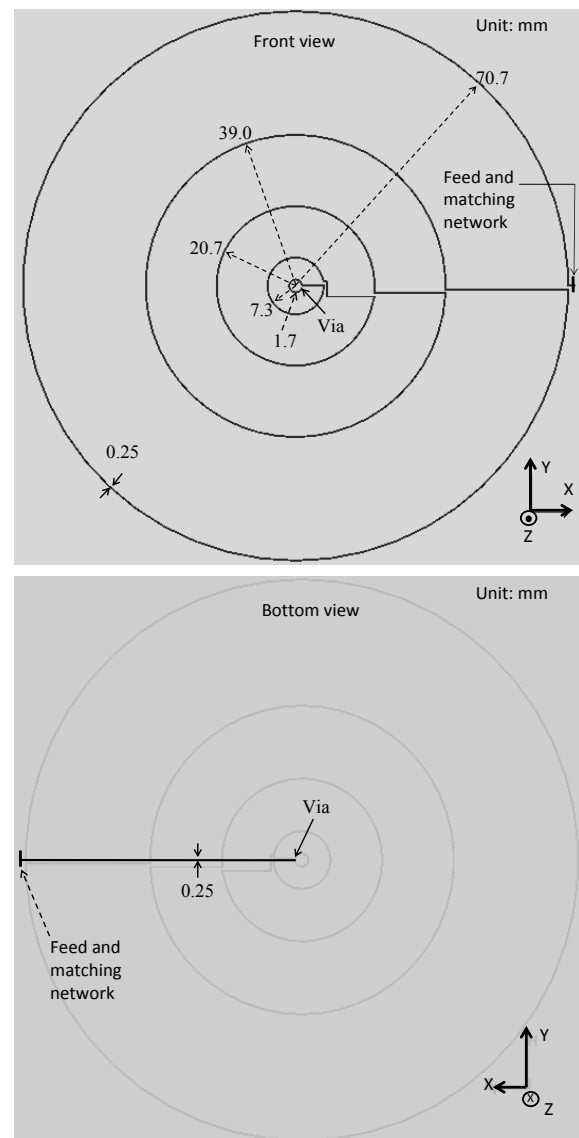 Unit: mm
Front view
70.7
39.0
Feed and
matching
network
20.7
7.3
Via
1.7
0.25
Y
X
Z
Unit: mm
Bottom view
Via
0.25
Feed and
matching
network
Y
X
X
Z